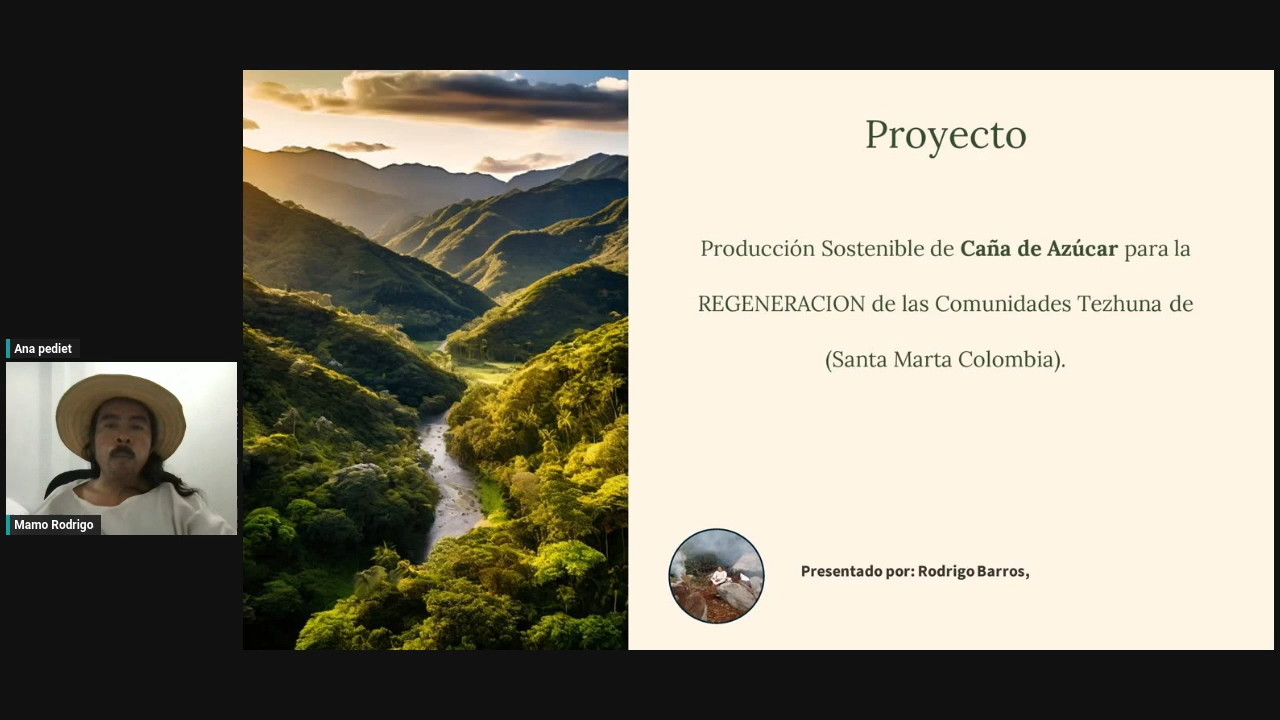 Proyecto
Producción Sostenible de Caña de Azúcar para la
REGENERACION de las Comunidades Tezhuna de
(Santa Marta Colombia).
Presentado por: Rodrigo Barros,
Ana pediet
Mamo Rodrigo